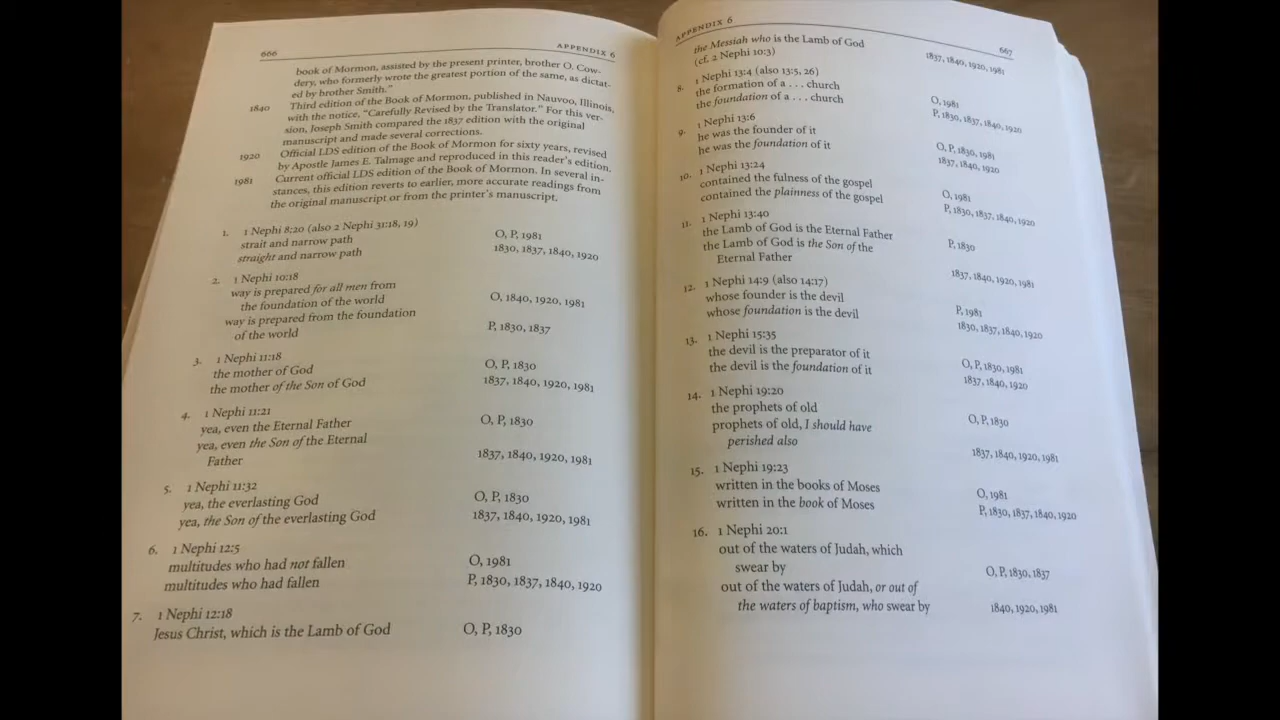 666
APPENDIX 6
book of Mormon, assisted by the present printer, brother O. Cow-
dery, who formerly wrote the greatest portion of the same, as dictat-
ed by brother Smith."
1840 Third edition of the Book of Mormon, published in Nauvoo, Illinois,
with the notice, "Carefully Revised by the Translator." For this ver-
sion, Joseph Smith compared the 1837 edition with the original
manuscript and made several corrections.
1920 Official LDS edition of the Book of Mormon for sixty years, revised
by Apostle James E. Talmage and reproduced in this reader's edition.
1981 Current official LDS edition of the Book of Mormon. In several in-
stances, this edition reverts to earlier, more accurate readings from
the original manuscript or from the printer's manuscript.
1. 1 Nephi 8:20 (also 2 Nephi 31:18, 19)
strait and narrow path O, P, 1981
straight and narrow path 1830, 1837, 1840, 1920
2. 1 Nephi 10:18
way is prepared for all men from
the foundation of the world O, 1840, 1920, 1981
way is prepared from the foundation
of the world P, 1830, 1837
3. 1 Nephi 11:18
the mother of God O, P, 1830
the mother of the Son of God 1837, 1840, 1920, 1981
4. 1 Nephi 11:21
yea, even the Eternal Father O, P, 1830
yea, even the Son of the Eternal
Father 1837, 1840, 1920, 1981
5. 1 Nephi 11:32
yea, the everlasting God O, P, 1830
yea, the Son of the everlasting God 1837, 1840, 1920, 1981
6. 1 Nephi 12:5
multitudes who had not fallen O, 1981
multitudes who had fallen P, 1830, 1837, 1840, 1920
7. 1 Nephi 12:18
Jesus Christ, which is the Lamb of God O, P, 1830
APPENDIX 6
667
the Messiah who is the Lamb of God
(cf. 2 Nephi 10:3) 1837, 1840, 1920, 1981
8. 1 Nephi 13:4 (also 13:5, 26)
the formation of a . . . church O, 1981
the foundation of a . . . church P, 1830, 1837, 1840, 1920
9. 1 Nephi 13:6
he was the founder of it O, P, 1830, 1981
he was the foundation of it 1837, 1840, 1920
10. 1 Nephi 13:24
contained the fulness of the gospel O, 1981
contained the plainness of the gospel P, 1830, 1837, 1840, 1920
11. 1 Nephi 13:40
the Lamb of God is the Eternal Father P, 1830
the Lamb of God is the Son of the
Eternal Father 1837, 1840, 1920, 1981
12. 1 Nephi 14:9 (also 14:17)
whose founder is the devil P, 1981
whose foundation is the devil 1830, 1837, 1840, 1920
13. 1 Nephi 15:35
the devil is the preparator of it O, P, 1830, 1981
the devil is the foundation of it 1837, 1840, 1920
14. 1 Nephi 19:20
the prophets of old O, P, 1830
prophets of old, I should have
perished also 1837, 1840, 1920, 1981
15. 1 Nephi 19:23
written in the books of Moses O, 1981
written in the book of Moses P, 1830, 1837, 1840, 1920
16. 1 Nephi 20:1
out of the waters of Judah, which
swear by O, P, 1830, 1837
out of the waters of Judah, or out of
the waters of baptism, who swear by 1840, 1920, 1981